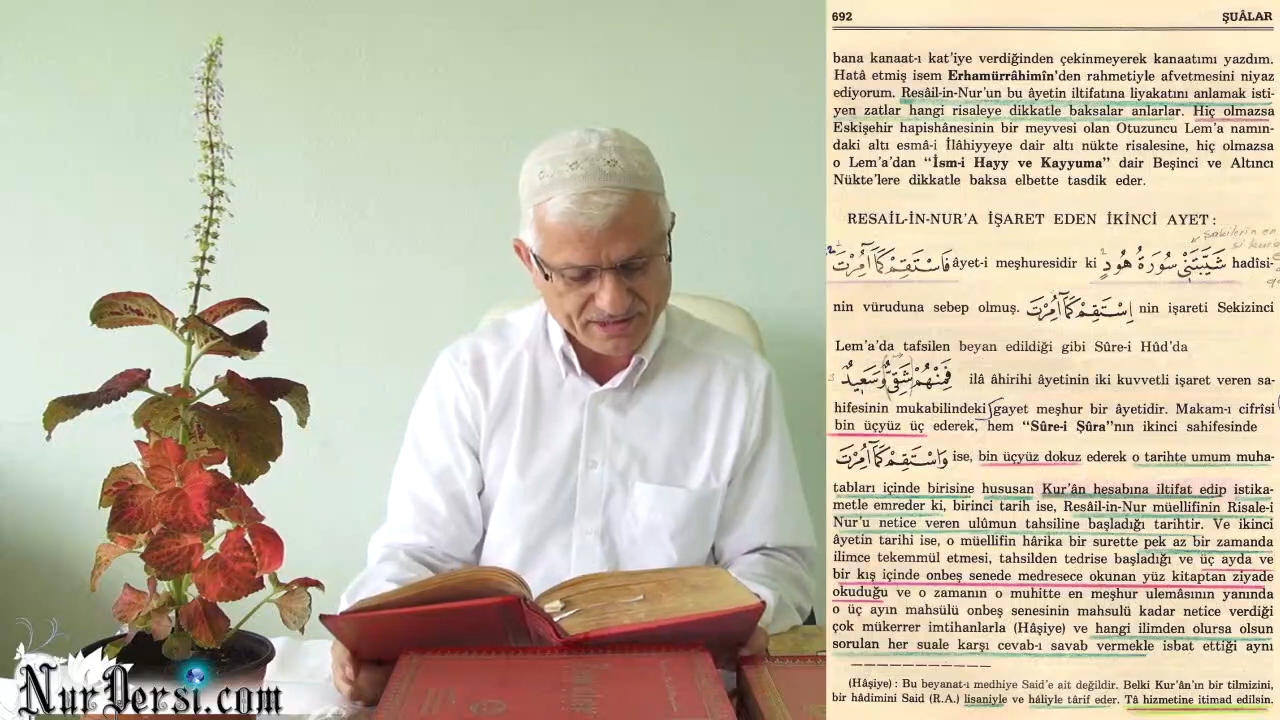 692 ŞUÂLAR
bana kanaat-ı kat'iye verdiğinden çekinmeyerek kanaatımı yazdım.
Hatâ etmiş isem Erhamürrâhimîn'den rahmetiyle afvetmesini niyaz
ediyorum. Resâil-in-Nur'un bu âyetin iltifatına liyakatını anlamak isti-
yen zatlar hangi risaleye dikkatle baksalar anlarlar. Hiç olmazsa
Eskişehir hapishânesinin bir meyvesi olan Otuzuncu Lem'a namın-
daki altı esmâ-i İlâhiyyeye dair altı nükte risalesine, hiç olmazsa
o Lem'a'dan "İsm-i Hayy ve Kayyuma" dair Beşinci ve Altıncı
Nükte'lere dikkatle baksa elbette tasdik eder.
RESAİL-İN-NUR'A İŞARET EDEN İKİNCİ AYET :
فَاسْتَقِمْ كَمَا اُمِرْتَ âyet-i meşhuresidir ki شَيَّبَتْنِى سُورَةُ هُودٍ hadîsi-
nin vüruduna sebep olmuş. اِسْتَقِمْ كَمَا اُمِرْتَ nin işareti Sekizinci
Lem'a'da tafsilen beyan edildiği gibi Sûre-i Hûd'da
فَمِنْهُمْ شَقِىٌّ وَسَعِيدٌ ilâ âhirihi âyetinin iki kuvvetli işaret veren sa-
hifesinin mukabilindeki gayet meşhur bir âyetidir. Makam-ı cifrîsi
bin üçyüz üç ederek, hem "Sûre-i Şûra"nın ikinci sahifesinde
وَاسْتَقِمْ كَمَا اُمِرْتَ ise, bin üçyüz dokuz ederek o tarihte umum muha-
tabları içinde birisine hususan Kur'ân hesabına iltifat edip istika-
metle emreder ki, birinci tarih ise, Resâil-in-Nur müellifinin Risale-i
Nur'u netice veren ulûmun tahsiline başladığı tarihtir. Ve ikinci
âyetin tarihi ise, o müellifin hârika bir surette pek az bir zamanda
ilimce tekemmül etmesi, tahsilden tedrise başladığı ve üç ayda ve
bir kış içinde onbeş senede medresece okunan yüz kitaptan ziyade
okuduğu ve o zamanın o muhitte en meşhur ulemâsının yanında
o üç ayın mahsülü onbeş senesinin mahsulü kadar netice verdiği
çok mükerrer imtihanlarla (Hâşiye) ve hangi ilimden olursa olsun
sorulan her suale karşı cevab-ı savab vermekle isbat ettiği aynı
(Hâşiye) : Bu beyanat-ı medhiye Said'e ait değildir. Belki Kur'ân'ın bir tilmizini,
bir hâdimini Said (R.A.) lisaniyle ve hâliyle târif eder. Tâ hizmetine itimad edilsin.
NurDersi.com